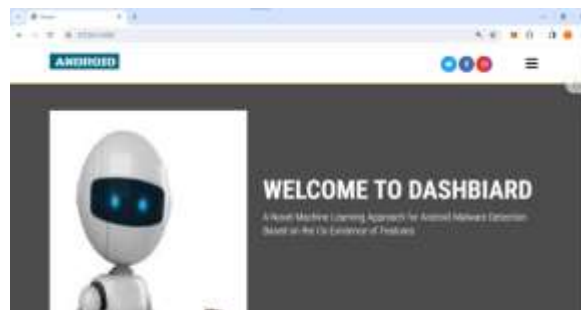 ANDROID
WELCOME TO DASHBIARD
A Novel Machine Learning Approach for Android Malware Detection
Based on the Co-Existence of Features